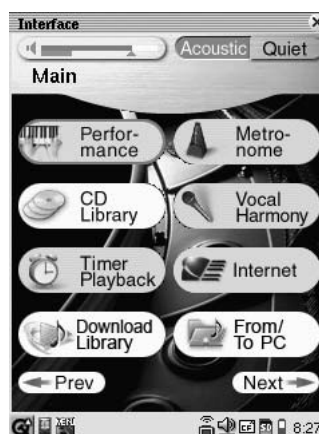 Interface
Acoustic Quiet
Main
Perfor-
mance
Metro-
nome
CD
Library
Vocal
Harmony
Timer
Playback
Internet
Download
Library
From/
To PC
Prev
Next
8:27